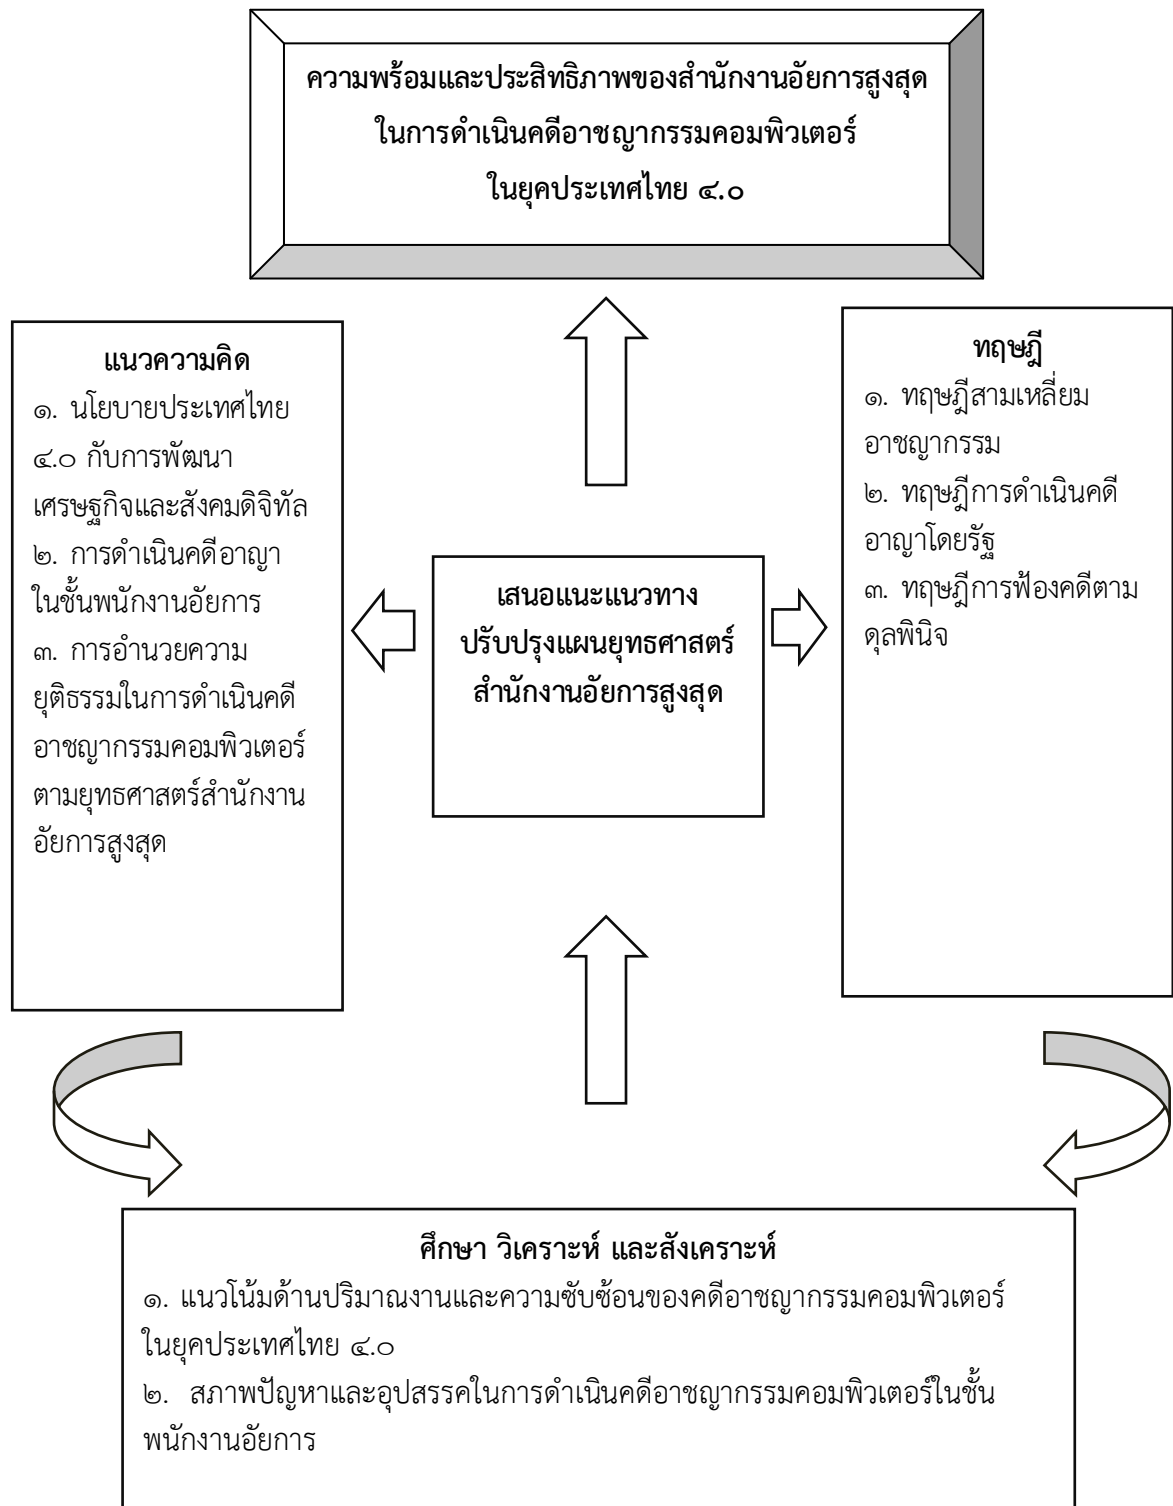 ความพร้อมและประสิทธิภาพของสำนักงานอัยการสูงสุด
ในการดำเนินคดีอาชญากรรมคอมพิวเตอร์
ในยุคประเทศไทย ๔.๐
แนวความคิด
๑. นโยบายประเทศไทย
๔.๐ กับการพัฒนา
เศรษฐกิจและสังคมดิจิทัล
๒. การดำเนินคดีอาญา
ในชั้นพนักงานอัยการ
๓. การอำนวยความ
ยุติธรรมในการดำเนินคดี
อาชญากรรมคอมพิวเตอร์
ตามยุทธศาสตร์สำนักงาน
อัยการสูงสุด
เสนอแนะแนวทาง
ปรับปรุงแผนยุทธศาสตร์
สำนักงานอัยการสูงสุด
ทฤษฎี
๑. ทฤษฎีสามเหลี่ยม
อาชญากรรม
๒. ทฤษฎีการดำเนินคดี
อาญาโดยรัฐ
๓. ทฤษฎีการฟ้องคดีตาม
ดุลพินิจ
ศึกษา วิเคราะห์ และสังเคราะห์
๑. แนวโน้มด้านปริมาณงานและความซับซ้อนของคดีอาชญากรรมคอมพิวเตอร์
ในยุคประเทศไทย ๔.๐
๒. สภาพปัญหาและอุปสรรคในการดำเนินคดีอาชญากรรมคอมพิวเตอร์ในชั้น
พนักงานอัยการ